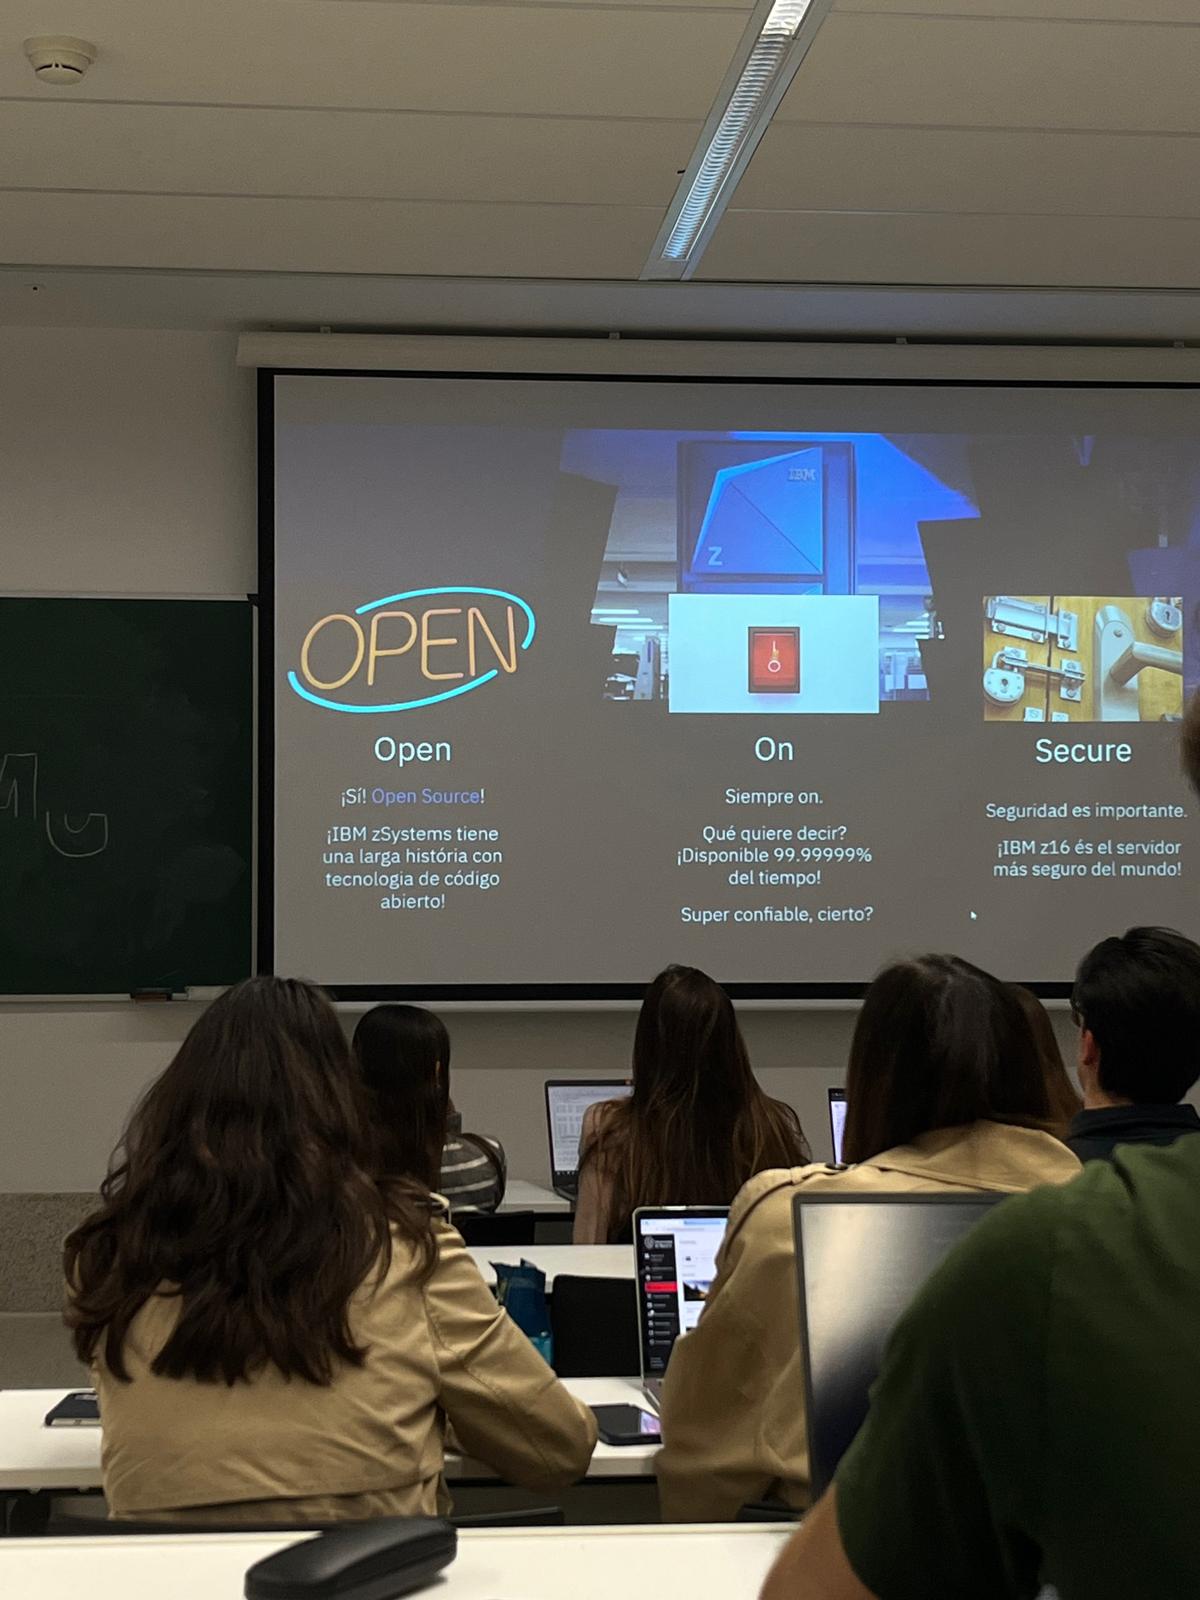 IBM
Z
OPEN
Open
¡Sí! Open Source!
¡IBM zSystems tiene
una larga história con
tecnologia de código
abierto!
On
Siempre on.
Qué quiere decir?
¡Disponible 99.99999%
del tiempo!
Super confiable, cierto?
Secure
Seguridad es importante.
¡IBM z16 és el servidor
más seguro del mundo!